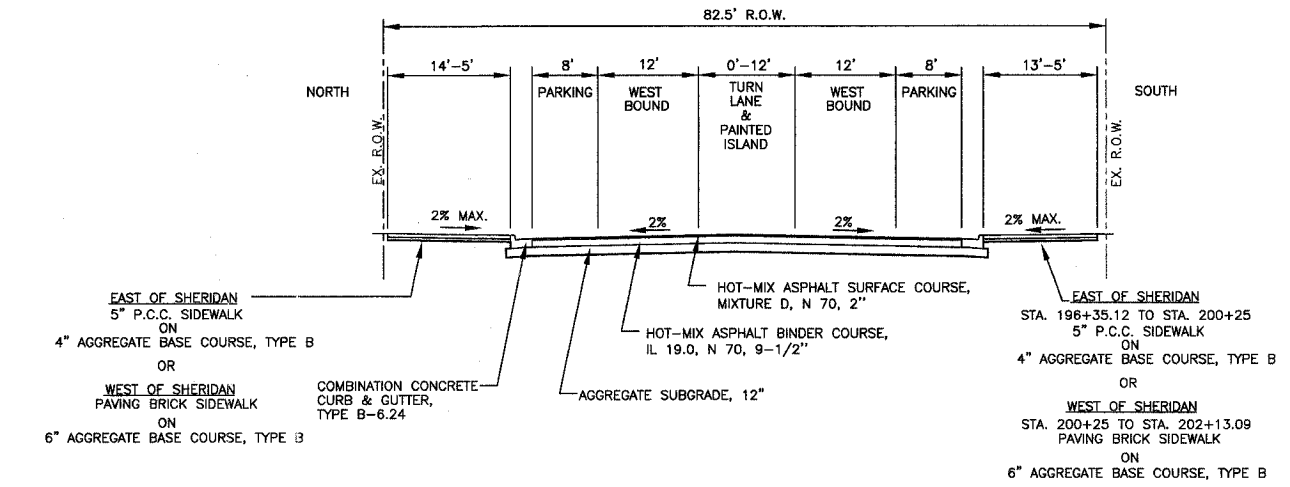 82.5' R.O.W.
14'-5'
8'
12'
0'-12'
12'
8'
13'-5'
NORTH
PARKING
WEST
BOUND
TURN
LANE
&
PAINTED
ISLAND
WEST
BOUND
PARKING
SOUTH
EX. R.O.W.
EX. R.O.W.
2% MAX.
2%
2%
2% MAX.
EAST OF SHERIDAN
5" P.C.C. SIDEWALK
ON
4" AGGREGATE BASE COURSE, TYPE B
OR
WEST OF SHERIDAN
PAVING BRICK SIDEWALK
ON
6" AGGREGATE BASE COURSE, TYPE B
COMBINATION CONCRETE
CURB & GUTTER,
TYPE B-6.24
AGGREGATE SUBGRADE, 12"
HOT-MIX ASPHALT BINDER COURSE,
IL 19.0, N 70, 9-1/2"
HOT-MIX ASPHALT SURFACE COURSE,
MIXTURE D, N 70, 2"
EAST OF SHERIDAN
STA. 196+35.12 TO STA. 200+25
5" P.C.C. SIDEWALK
ON
4" AGGREGATE BASE COURSE, TYPE B
OR
WEST OF SHERIDAN
STA. 200+25 TO STA. 202+13.09
PAVING BRICK SIDEWALK
ON
6" AGGREGATE BASE COURSE, TYPE B